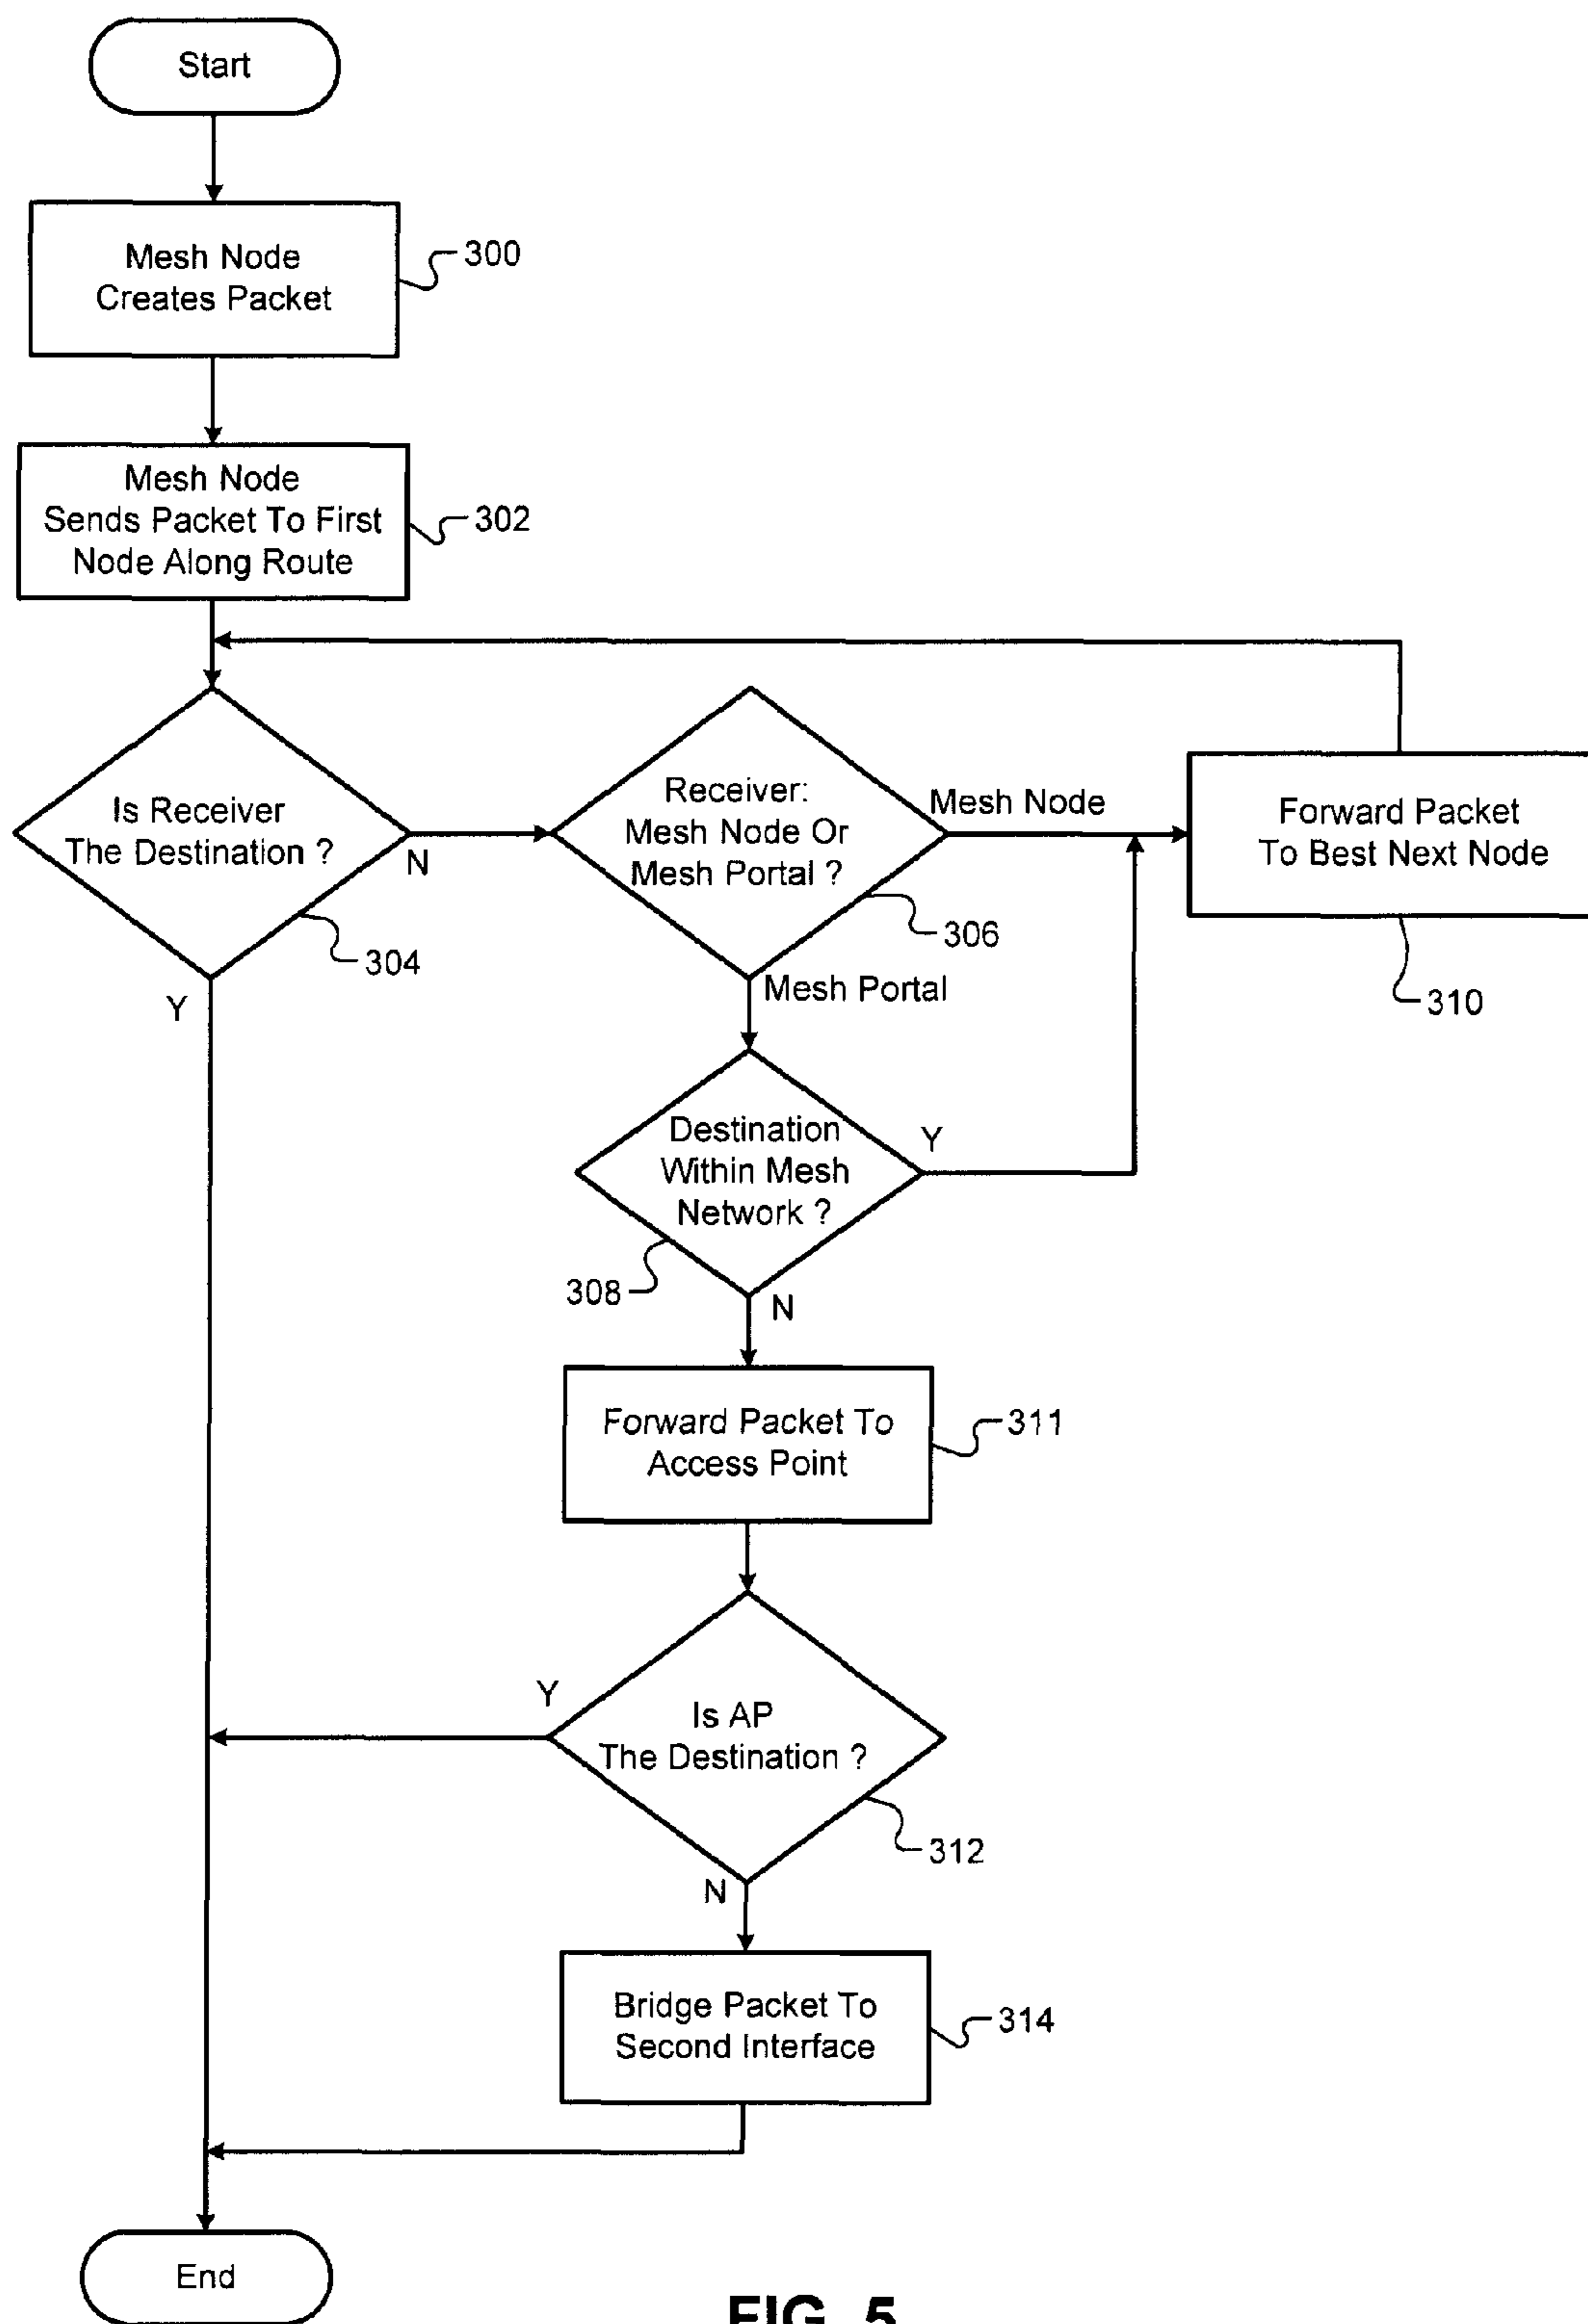 Start
Mesh Node
Creates Packet
300
Mesh Node
Sends Packet To First
Node Along Route
302
Is Receiver
The Destination ?
N
Y
304
Receiver:
Mesh Node Or
Mesh Portal ?
Mesh Node
306
Mesh Portal
Forward Packet
To Best Next Node
310
Destination
Within Mesh
Network ?
Y
308
N
Forward Packet To
Access Point
311
Y
Is AP
The Destination ?
312
N
Bridge Packet To
Second Interface
314
End
FIG. 5